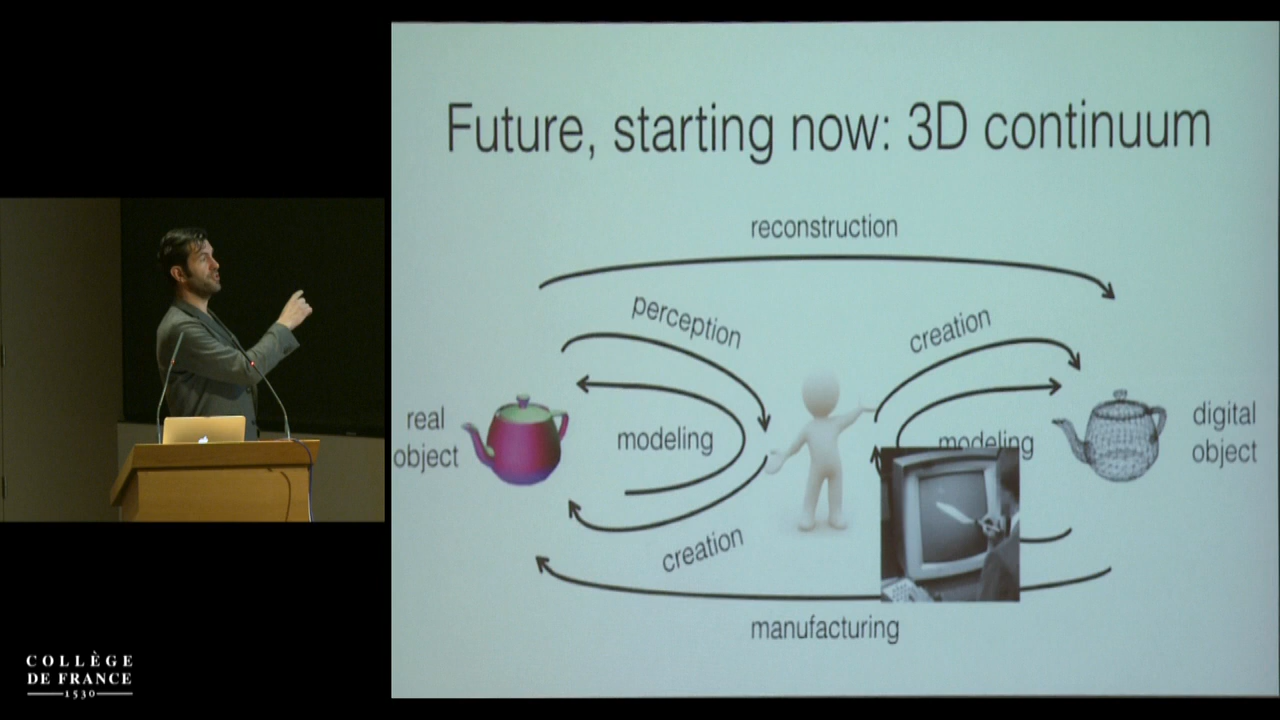 Future, starting now: 3D continuum
reconstruction
perception
creation
real
object
modeling
modeling
digital
object
creation
manufacturing
COLLÈGE
DE FRANCE
1530